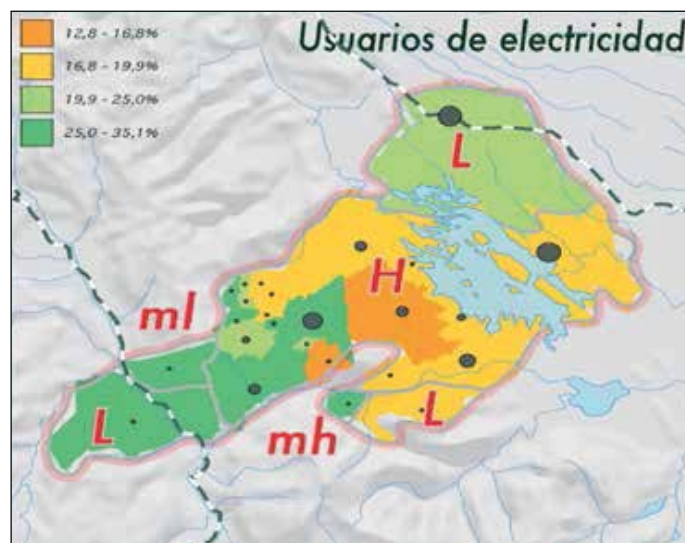 Usuarios de electricidad
12,8 - 16,8%
16,8 - 19,9%
19,9 - 25,0%
25,0 - 35,1%
L
H
ml
L
L
mh